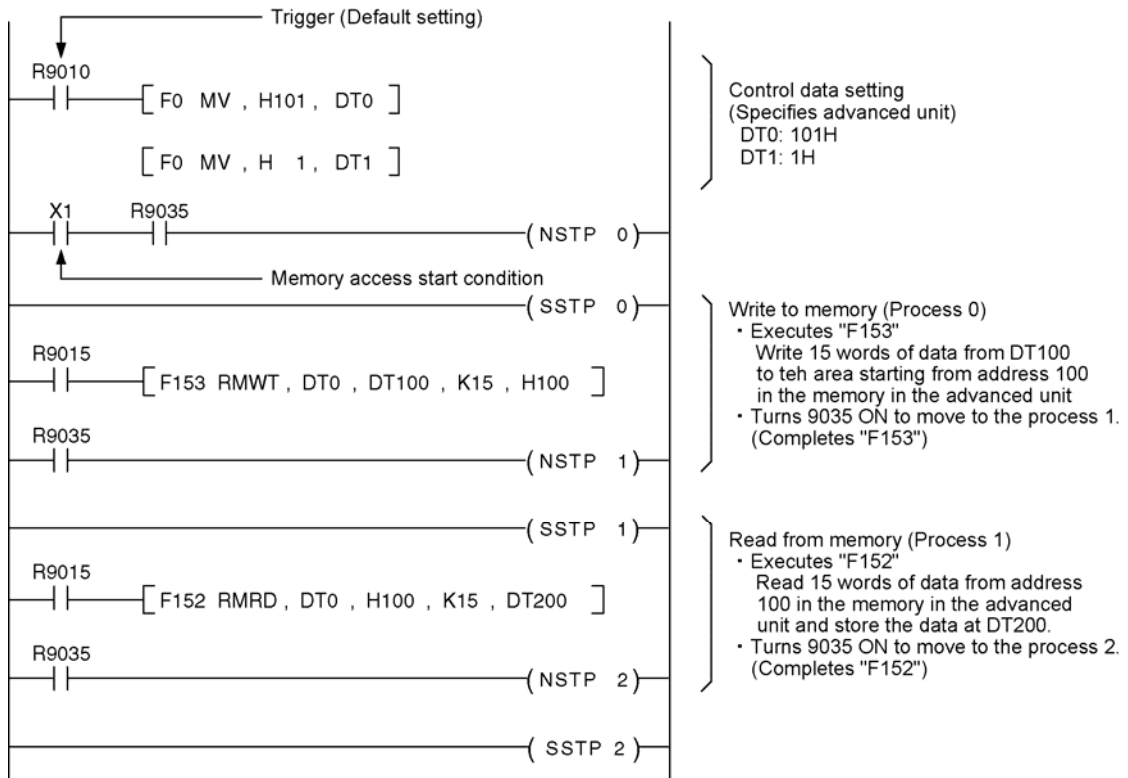 Trigger (Default setting)
R9010
F0 MV , H101 , DT0
F0 MV , H 1 , DT1
Control data setting
(Specifies advanced unit)
DT0: 101H
DT1: 1H
X1 R9035
(NSTP 0)
Memory access start condition
(SSTP 0)
R9015
F153 RMWT , DT0 , DT100 , K15 , H100
R9035
(NSTP 1)
Write to memory (Process 0)
・Executes "F153"
Write 15 words of data from DT100
to teh area starting from address 100
in the memory in the advanced unit
・Turns 9035 ON to move to the process 1.
(Completes "F153")
(SSTP 1)
R9015
F152 RMRD , DT0 , H100 , K15 , DT200
R9035
(NSTP 2)
Read from memory (Process 1)
・Executes "F152"
Read 15 words of data from address
100 in the memory in the advanced
unit and store the data at DT200.
・Turns 9035 ON to move to the process 2.
(Completes "F152")
(SSTP 2)